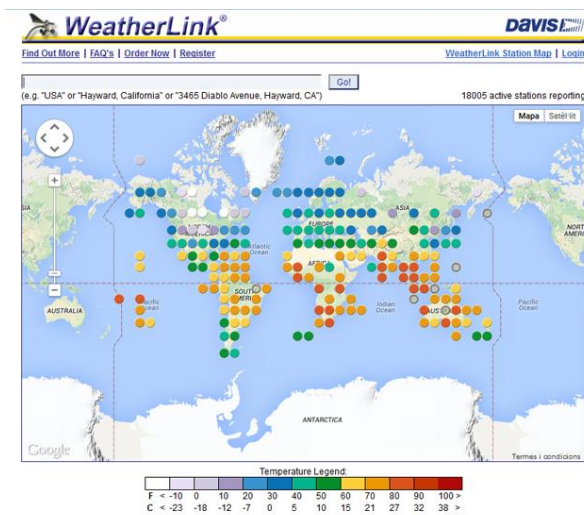 WeatherLink®
DAVIS
Find Out More | FAQ's | Order Now | Register
WeatherLink Station Map | Login
Go!
(e.g. "USA" or "Hayward, California" or "3465 Diablo Avenue, Hayward, CA")
18005 active stations reporting
Mapa
Satèl·lit
EUROPE
ASIA
NORT
AMERI
AMERICA
Atlantic
Ocean
AFRICA
SOUTH
Pacific
Ocean
Indian
Ocean
AUSTRALIA
Pacific
Ocean
ANTARCTICA
Google
Termes i condicions
Temperature Legend:
F < -10 0 10 20 30 40 50 60 70 80 90 100 >
C < -23 -18 -12 -7 0 5 10 15 21 27 32 38 >